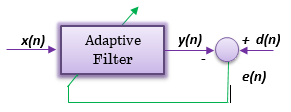 x(n)
Adaptive
Filter
y(n)
-
+ d(n)
e(n)